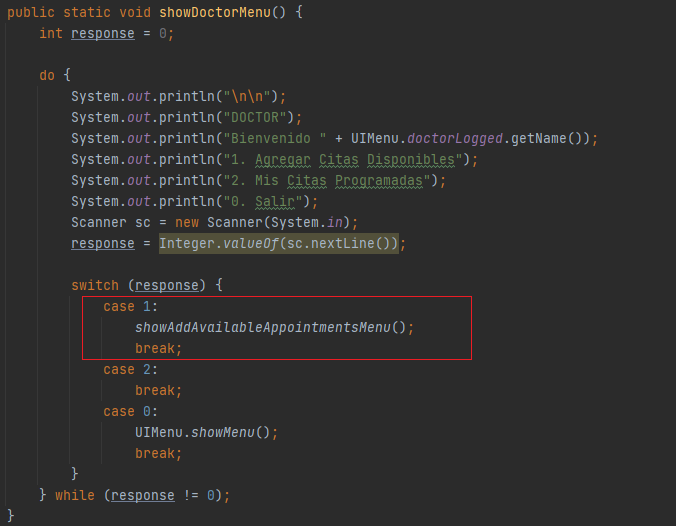 public static void showDoctorMenu() {
    int response = 0;
    do {
        System.out.println("\n\n");
        System.out.println("DOCTOR");
        System.out.println("Bienvenido " + UIMenu.doctorLogged.getName());
        System.out.println("1. Agregar Citas Disponibles");
        System.out.println("2. Mis Citas Programadas");
        System.out.println("0. Salir");
        Scanner sc = new Scanner(System.in);
        response = Integer.valueOf(sc.nextLine());
        switch (response) {
            case 1:
                showAddAvailableAppointmentsMenu();
                break;
            case 2:
                break;
            case 0:
                UIMenu.showMenu();
                break;
        }
    } while (response != 0);
}